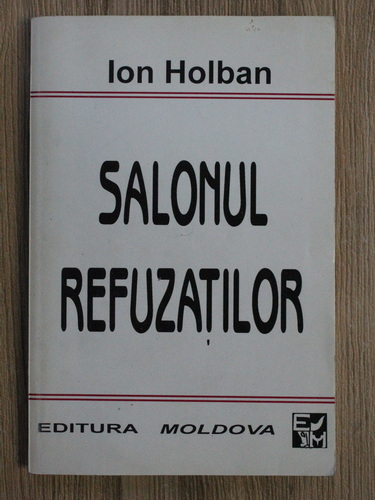 Ion Holban
SALONUL
REFUZAȚILOR
EDITURA MOLDOVA
E
M